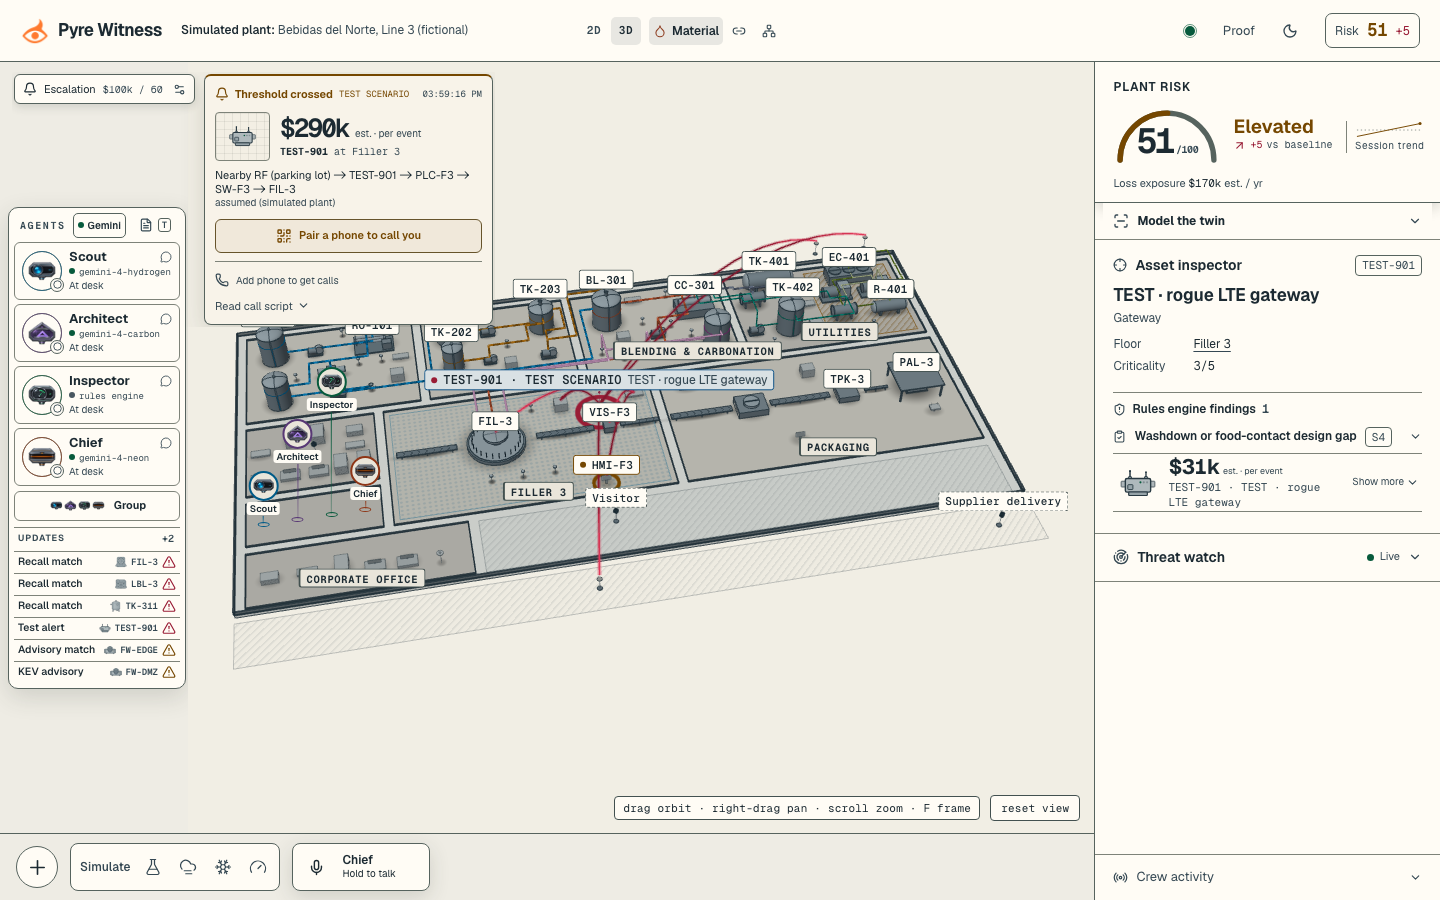 Pyre Witness
Simulated plant: Bebidas del Norte, Line 3 (fictional)
2D
3D
Material
Proof
Risk 51 +5
Escalation $100k / 60
Threshold crossed TEST SCENARIO 03:59:16 PM
$290k est. · per event
TEST-901 at Filler 3
Nearby RF (parking lot) → TEST-901 → PLC-F3 →
SW-F3 → FIL-3
assumed (simulated plant)
Pair a phone to call you
Add phone to get calls
Read call script
AGENTS
Gemini
T
Scout
gemini-4-hydrogen
At desk
Architect
gemini-4-carbon
At desk
Inspector
rules engine
At desk
Chief
gemini-4-neon
At desk
Group
UPDATES +2
Recall match FIL-3
Recall match LBL-3
Recall match TK-311
Test alert TEST-901
Advisory match FW-EDGE
KEV advisory FW-DMZ
TK-401
EC-401
BL-301
CC-301
TK-402
R-401
TK-203
RO-101
TK-202
UTILITIES
BLENDING & CARBONATION
PAL-3
TEST-901 · TEST SCENARIO TEST · rogue LTE gateway
TPK-3
Inspector
VIS-F3
FIL-3
PACKAGING
Architect
HMI-F3
Chief
FILLER 3
Visitor
Supplier delivery
Scout
CORPORATE OFFICE
drag orbit · right-drag pan · scroll zoom · F frame
reset view
Simulate
Chief
Hold to talk
PLANT RISK
51 /100
Elevated
+5 vs baseline
Session trend
Loss exposure $170k est. / yr
Model the twin
Asset inspector
TEST-901
TEST · rogue LTE gateway
Gateway
Floor Filler 3
Criticality 3/5
Rules engine findings 1
Washdown or food-contact design gap S4
$31k est. · per event
TEST-901 · TEST · rogue
LTE gateway
Show more
Threat watch
Live
Crew activity